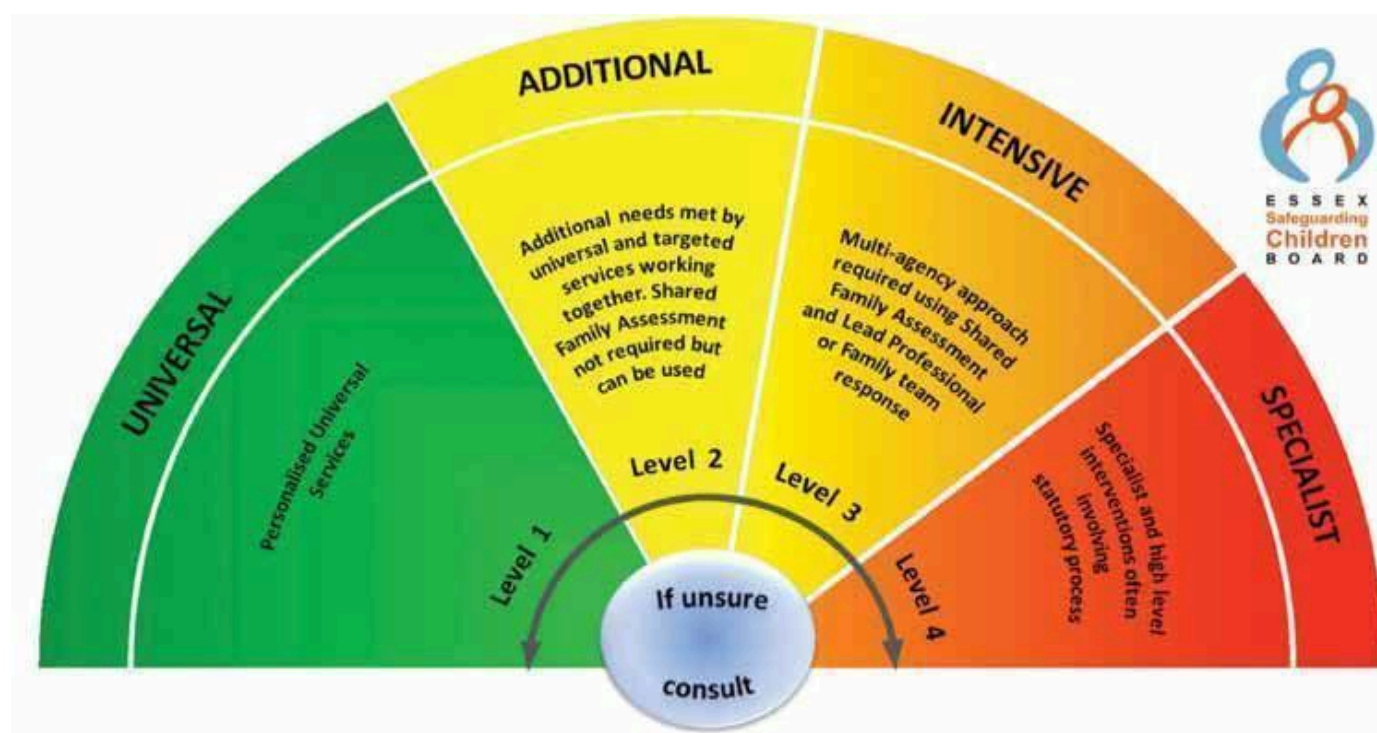 UNIVERSAL
Personalised Universal
Services
Level 1
ADDITIONAL
Additional needs met by
universal and targeted
services working
together. Shared
Family Assessment
not required but
can be used
Level 2
INTENSIVE
Multi-agency approach
required using Shared
Family Assessment
and Lead Professional
or Family team
response
Level 3
SPECIALIST
Specialist and high level
interventions often
involving
statutory process
Level 4
If unsure
consult
ESSEX
Safeguarding
Children
BOARD